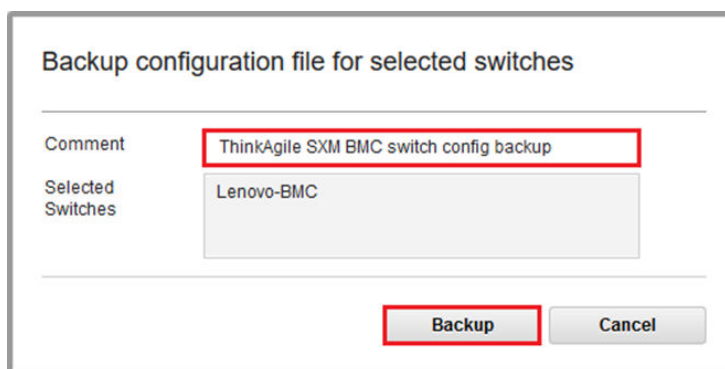 Backup configuration file for selected switches
Comment
ThinkAgile SXM BMC switch config backup
Selected
Switches
Lenovo-BMC
Backup
Cancel